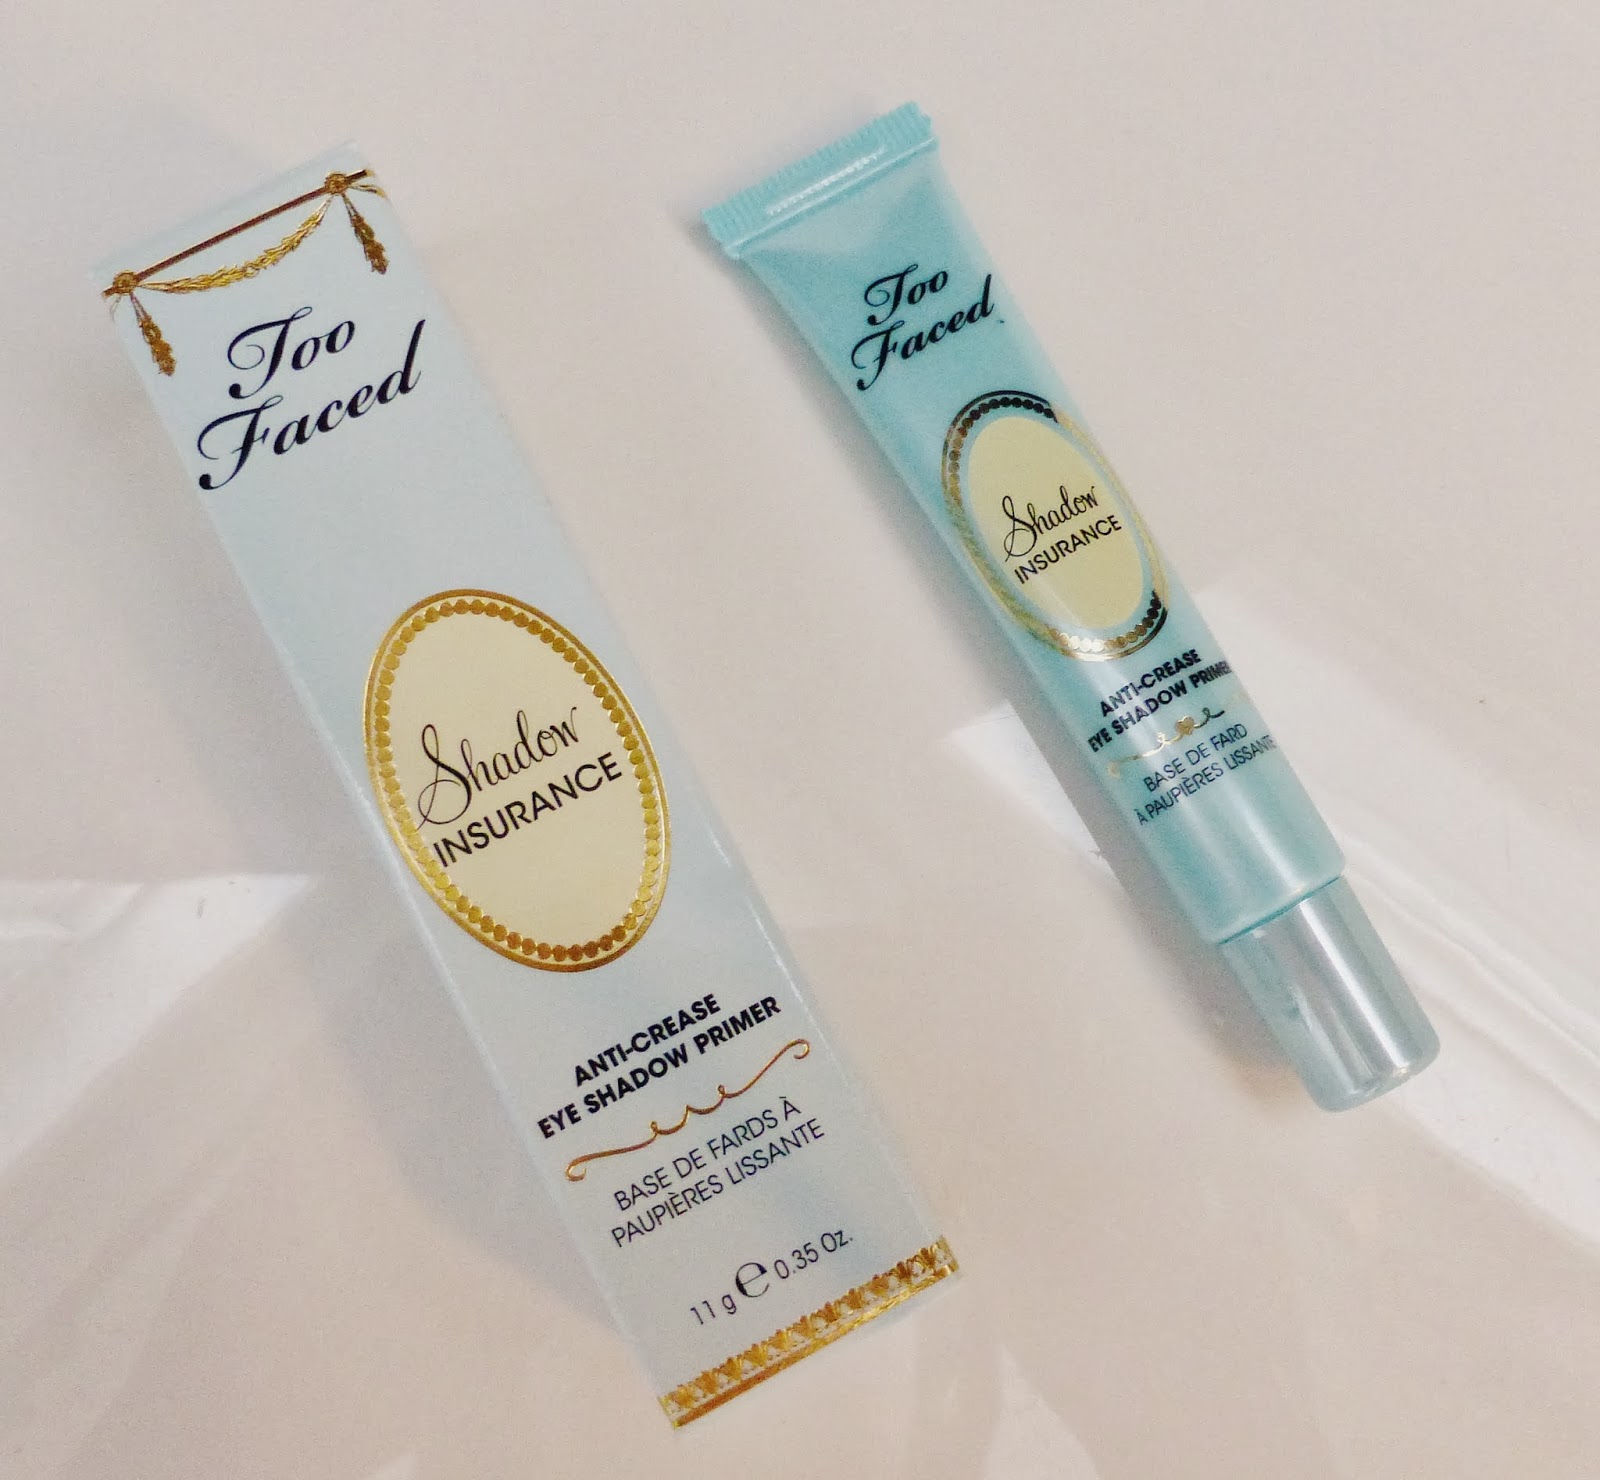 Too
Faced
Shadow
INSURANCE
ANTI-CREASE
EYE SHADOW PRIMER
BASE DE FARDS À
PAUPIÈRES LISSANTE
11 g e 0.35 Oz.
Too
Faced
Shadow
INSURANCE
ANTI-CREASE
EYE SHADOW PRIMER
BASE DE FARD
À PAUPIÈRES LISSANTE